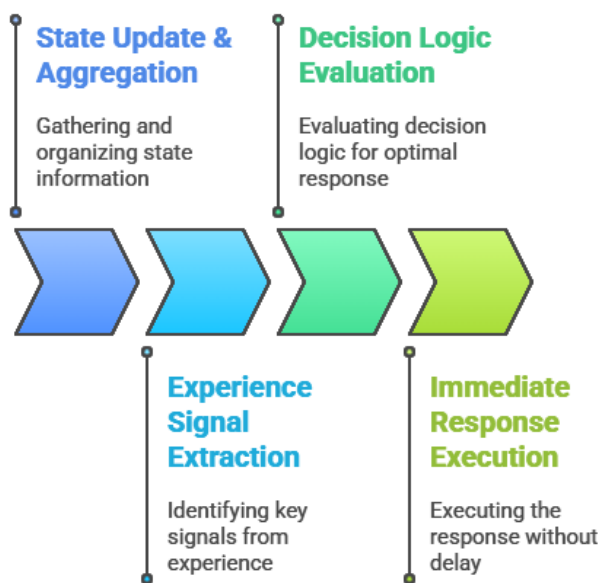 State Update &
Aggregation
Gathering and
organizing state
information
Experience
Signal
Extraction
Identifying key
signals from
experience
Decision Logic
Evaluation
Evaluating decision
logic for optimal
response
Immediate
Response
Execution
Executing the
response without
delay